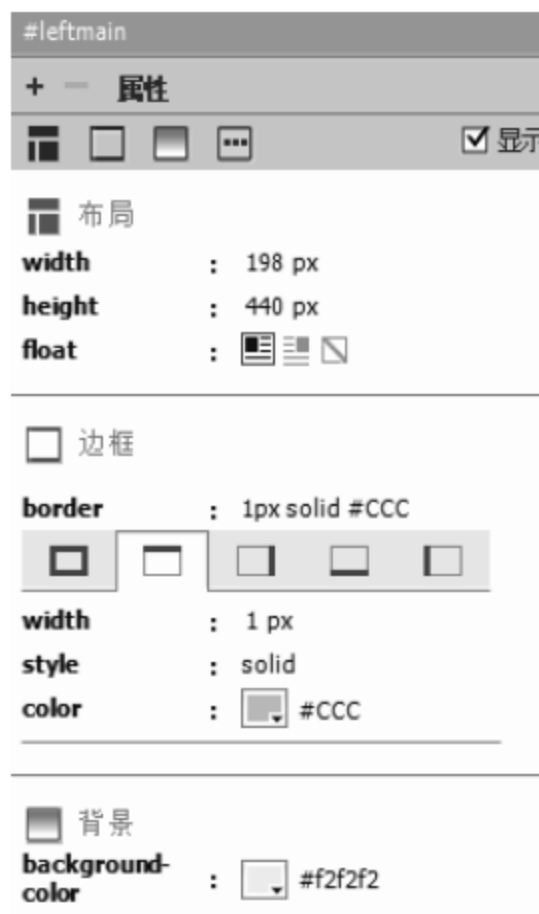 #leftmain
+ − 属性
显示
布局
width : 198 px
height : 440 px
float :
边框
border : 1px solid #CCC
width : 1 px
style : solid
color : #CCC
背景
background-
color : #f2f2f2